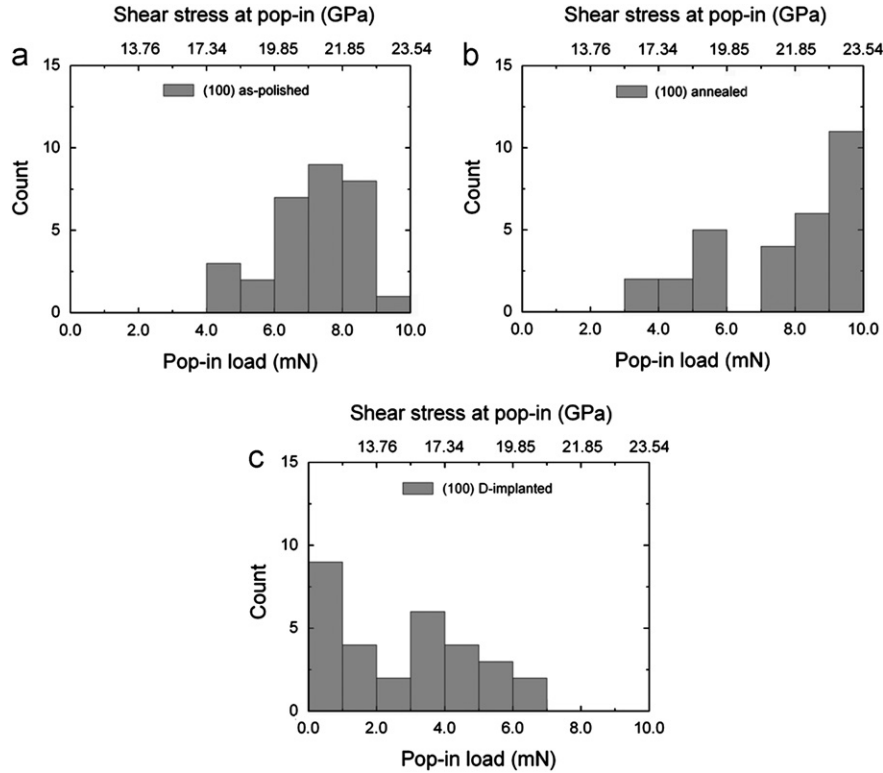 Shear stress at pop-in (GPa)
13.76 17.34 19.85 21.85 23.54
a
(100) as-polished
15
10
5
0
Count
0.0 2.0 4.0 6.0 8.0 10.0
Pop-in load (mN)
Shear stress at pop-in (GPa)
13.76 17.34 19.85 21.85 23.54
b
(100) annealed
15
10
5
0
Count
0.0 2.0 4.0 6.0 8.0 10.0
Pop-in load (mN)
Shear stress at pop-in (GPa)
13.76 17.34 19.85 21.85 23.54
c
(100) D-implanted
15
10
5
0
Count
0.0 2.0 4.0 6.0 8.0 10.0
Pop-in load (mN)